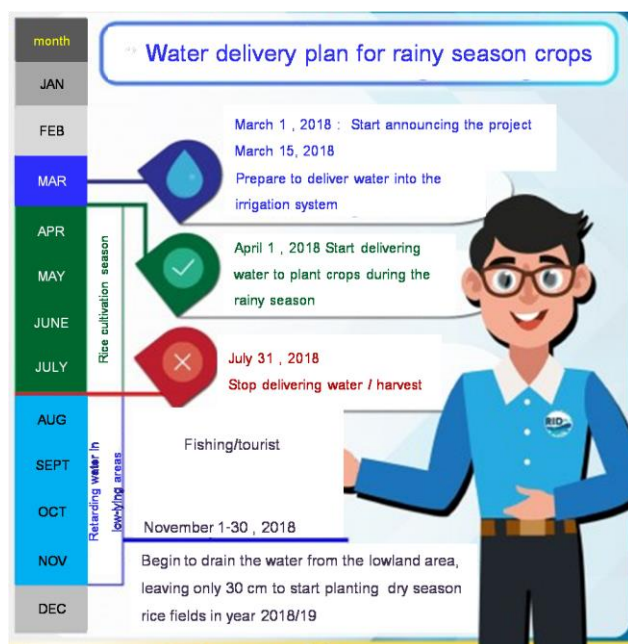 month
Water delivery plan for rainy season crops
JAN
FEB
MAR
APR
MAY
JUNE
JULY
AUG
SEPT
OCT
NOV
DEC
Rice cultivation season
Retarding water in
low-lying areas
March 1 , 2018 : Start announcing the project
March 15, 2018
Prepare to deliver water into the
irrigation system
April 1 , 2018 Start delivering
water to plant crops during the
rainy season
July 31 , 2018
Stop delivering water / harvest
Fishing/tourist
November 1-30 , 2018
Begin to drain the water from the lowland area,
leaving only 30 cm to start planting dry season
rice fields in year 2018/19
RID